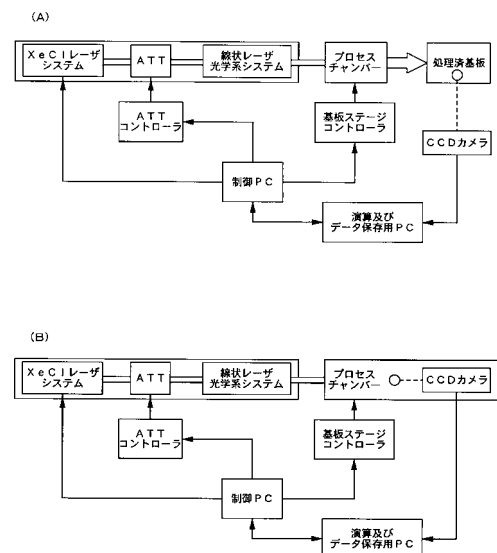 (A)
XeClレーザ
システム
ATT
線状レーザ
光学系システム
プロセス
チャンバー
処理済基板
ATT
コントローラ
基板ステージ
コントローラ
CCDカメラ
制御PC
演算及び
データ保存用PC
(B)
XeClレーザ
システム
ATT
線状レーザ
光学系システム
プロセス
チャンバー
CCDカメラ
ATT
コントローラ
基板ステージ
コントローラ
制御PC
演算及び
データ保存用PC